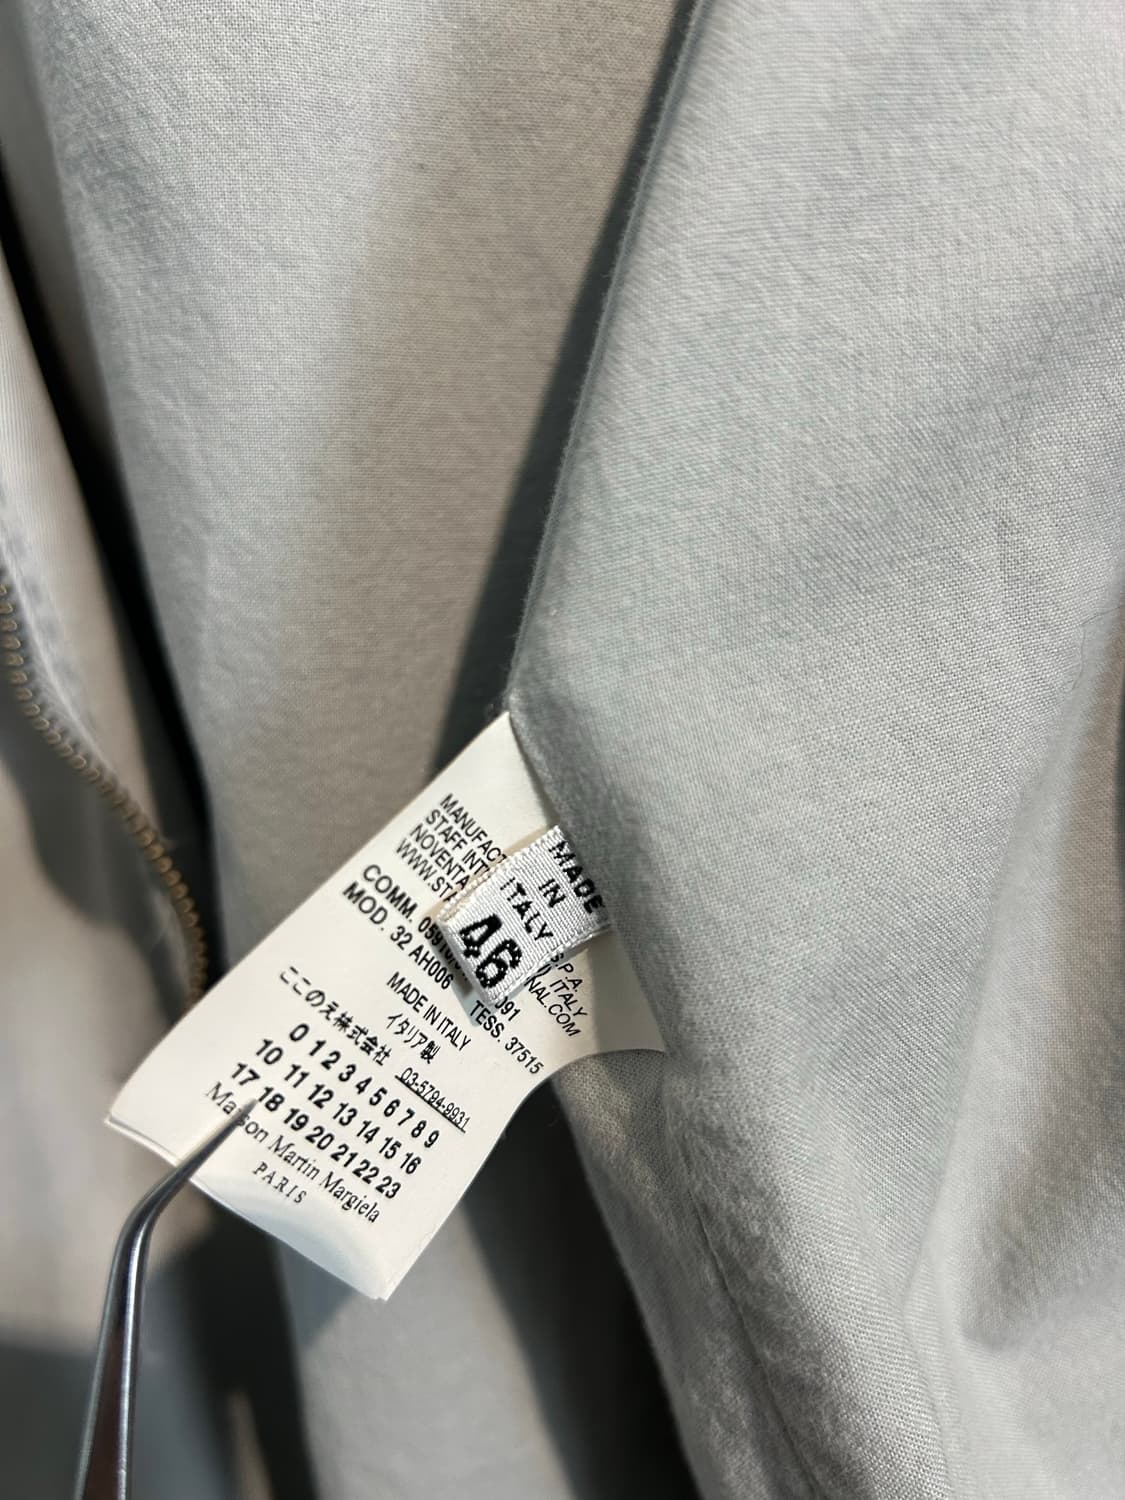 MANUFACT
STAFF INT S.P.A.
NOVENTA ITALY
WWW.STA NAL.COM
COMM. 091
MOD. 32 AH006 TESS. 37515
MADE
IN
ITALY
46
MADE IN ITALY
イタリア製
ここのえ株式会社 03-5794-9931
0 1 2 3 4 5 6 7 8 9
10 11 12 13 14 15 16
17 18 19 20 21 22 23
Maison Martin Margiela
PARIS